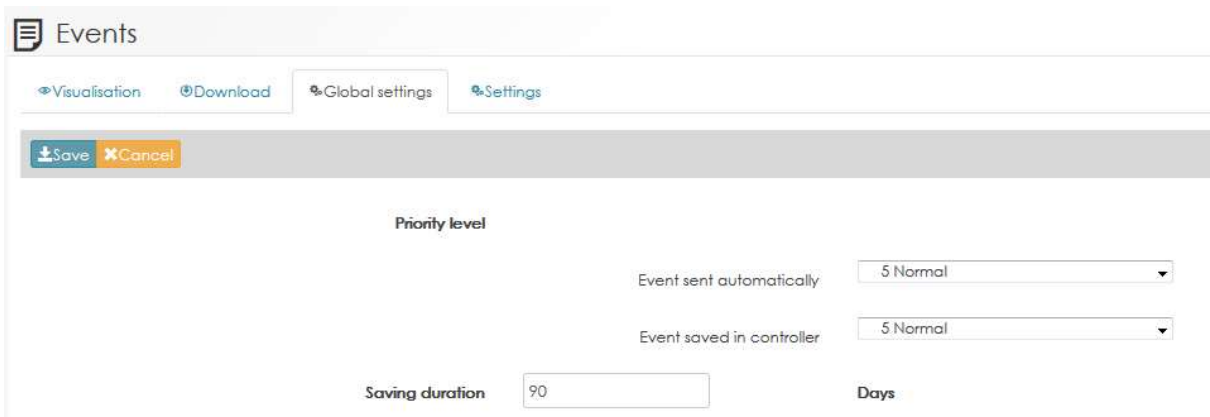 Events
Visualisation Download Global settings Settings
Save Cancel
Priority level
Event sent automatically 5 Normal
Event saved in controller 5 Normal
Saving duration 90 Days